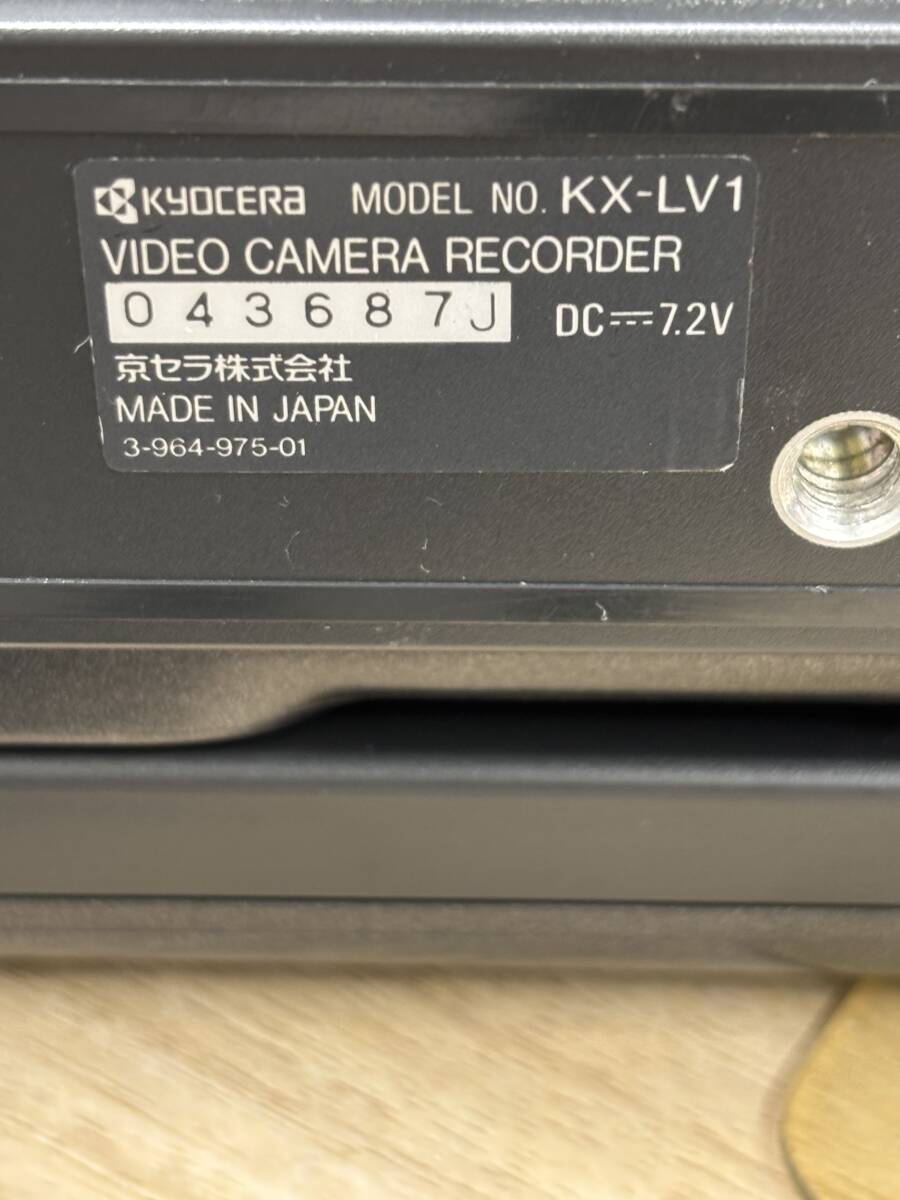 KYOCERA MODEL NO. KX-LV1
VIDEO CAMERA RECORDER
043687J DC⎓7.2V
京セラ株式会社
MADE IN JAPAN
3-964-975-01